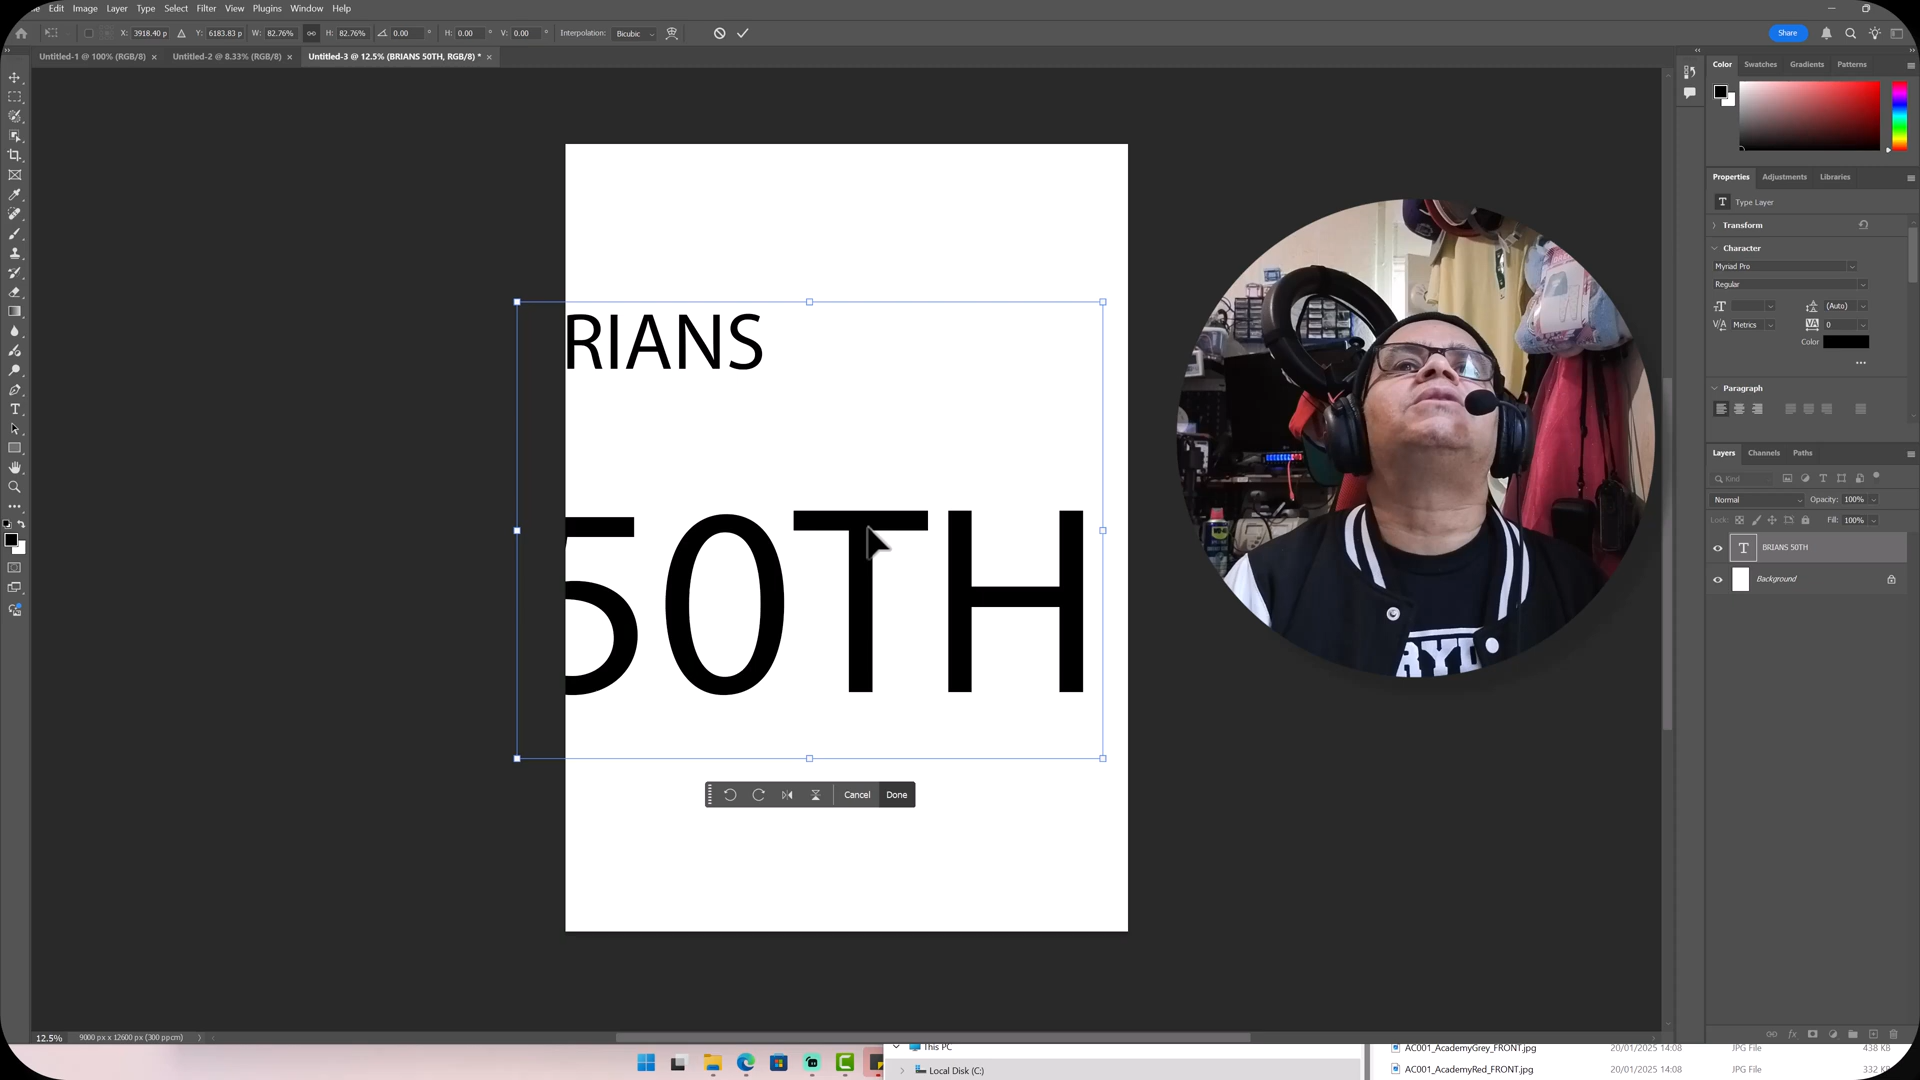 Edit Image Layer Type Select Filter View Plugins Window Help
X: 3918.40 p Y: 6183.83 p W: 82.76% H: 82.76% 0.00 ° H: 0.00 ° V: 0.00 ° Interpolation: Bicubic Share
Untitled-1 @ 100% (RGB/8) × Untitled-2 @ 8.33% (RGB/8) × Untitled-3 @ 12.5% (BRIANS 50TH, RGB/8) * ×
Color Swatches Gradients Patterns
Properties Adjustments Libraries
T Type Layer
Transform
Character
Myriad Pro
Regular
(Auto)
Metrics 0
Color
Paragraph
Layers Channels Paths
Kind
Normal Opacity: 100%
Lock: Fill: 100%
T BRIANS 50TH
Background
RIANS
50TH
RYD
Cancel Done
12.5% 9000 px x 12600 px (300 ppcm)
This PC
Local Disk (C:)
AC001_AcademyGrey_FRONT.jpg 20/01/2025 14:08 JPG File 438 KB
AC001_AcademyRed_FRONT.jpg 20/01/2025 14:08 JPG File 332 KB